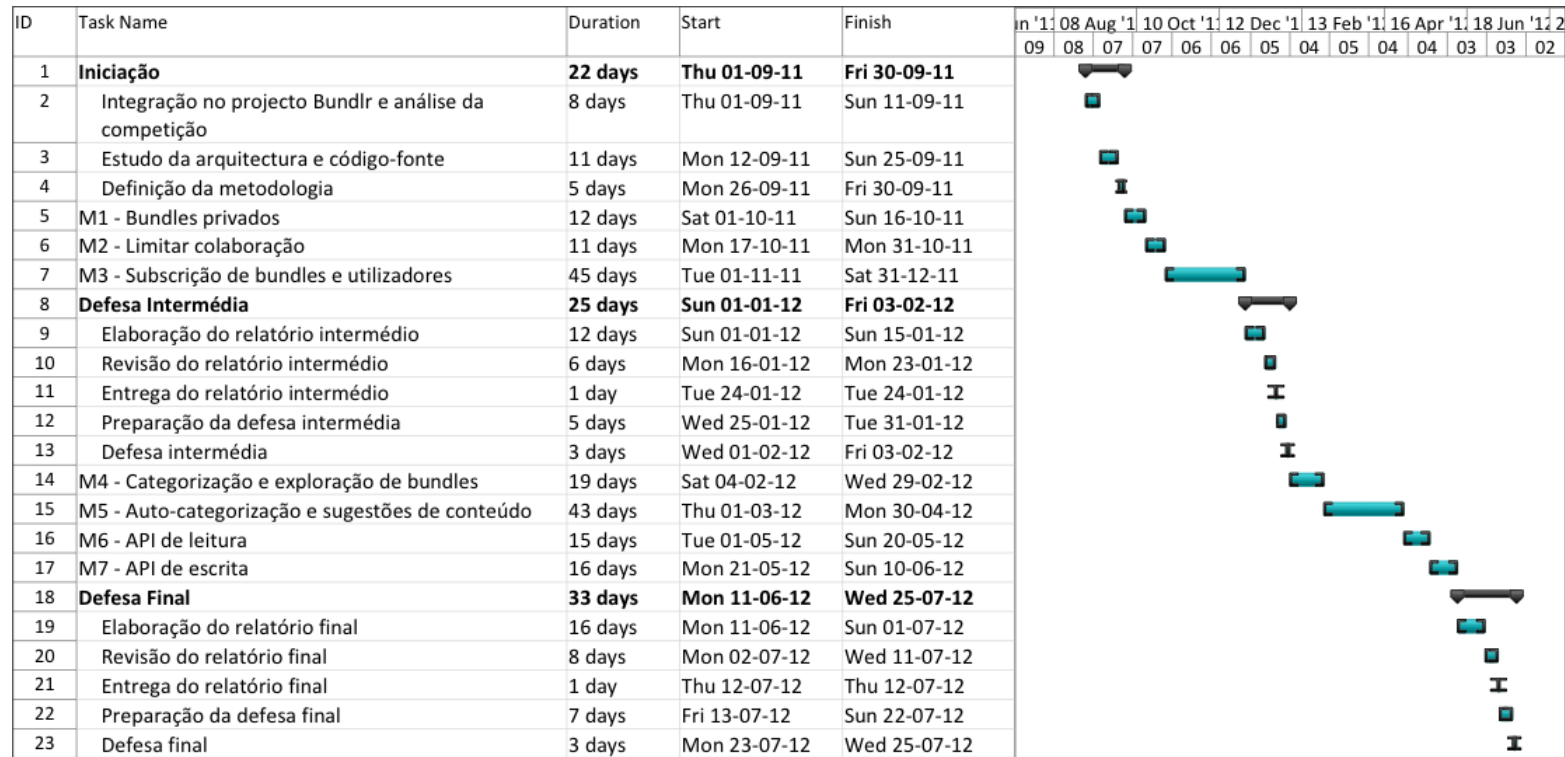 ID Task Name Duration Start Finish n '11 08 Aug '1 10 Oct '11 12 Dec '1 13 Feb '1 16 Apr '12 18 Jun '12 2
09 08 07 07 06 06 05 04 05 04 04 03 03 02
1 Iniciação 22 days Thu 01-09-11 Fri 30-09-11
2 Integração no projecto Bundlr e análise da 8 days Thu 01-09-11 Sun 11-09-11
competição
3 Estudo da arquitectura e código-fonte 11 days Mon 12-09-11 Sun 25-09-11
4 Definição da metodologia 5 days Mon 26-09-11 Fri 30-09-11
5 M1 - Bundles privados 12 days Sat 01-10-11 Sun 16-10-11
6 M2 - Limitar colaboração 11 days Mon 17-10-11 Mon 31-10-11
7 M3 - Subscrição de bundles e utilizadores 45 days Tue 01-11-11 Sat 31-12-11
8 Defesa Intermédia 25 days Sun 01-01-12 Fri 03-02-12
9 Elaboração do relatório intermédio 12 days Sun 01-01-12 Sun 15-01-12
10 Revisão do relatório intermédio 6 days Mon 16-01-12 Mon 23-01-12
11 Entrega do relatório intermédio 1 day Tue 24-01-12 Tue 24-01-12
12 Preparação da defesa intermédia 5 days Wed 25-01-12 Tue 31-01-12
13 Defesa intermédia 3 days Wed 01-02-12 Fri 03-02-12
14 M4 - Categorização e exploração de bundles 19 days Sat 04-02-12 Wed 29-02-12
15 M5 - Auto-categorização e sugestões de conteúdo 43 days Thu 01-03-12 Mon 30-04-12
16 M6 - API de leitura 15 days Tue 01-05-12 Sun 20-05-12
17 M7 - API de escrita 16 days Mon 21-05-12 Sun 10-06-12
18 Defesa Final 33 days Mon 11-06-12 Wed 25-07-12
19 Elaboração do relatório final 16 days Mon 11-06-12 Sun 01-07-12
20 Revisão do relatório final 8 days Mon 02-07-12 Wed 11-07-12
21 Entrega do relatório final 1 day Thu 12-07-12 Thu 12-07-12
22 Preparação da defesa final 7 days Fri 13-07-12 Sun 22-07-12
23 Defesa final 3 days Mon 23-07-12 Wed 25-07-12